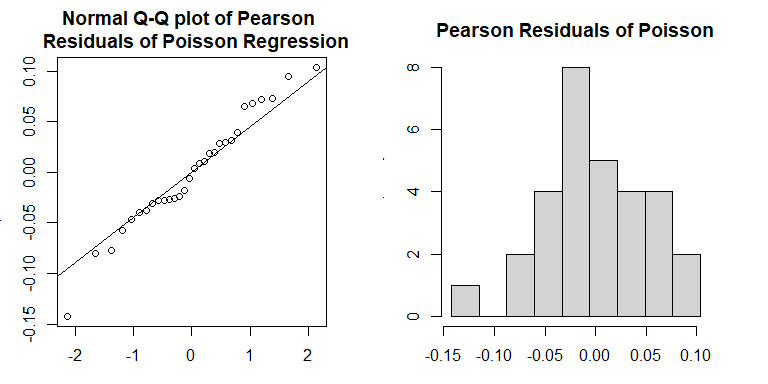 Normal Q-Q plot of Pearson
Residuals of Poisson Regression
0.10
0.05
0.00
-0.05
-0.10
-0.15
-2 -1 0 1 2
Pearson Residuals of Poisson
8
6
4
2
0
-0.15 -0.10 -0.05 0.00 0.05 0.10